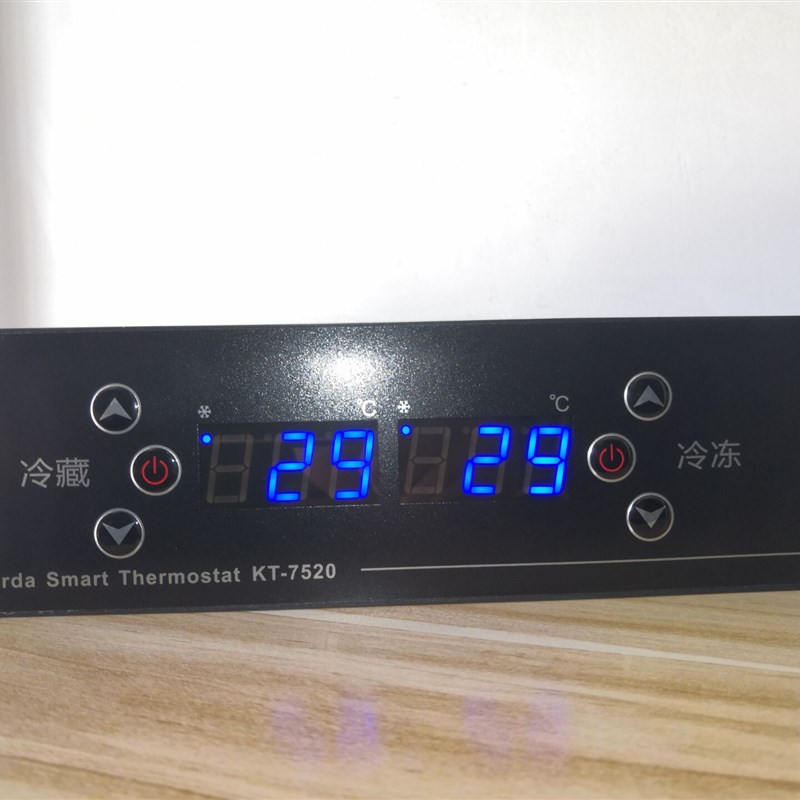 ℃ ℃
冷藏 29 29 冷冻
rda Smart Thermostat KT-7520